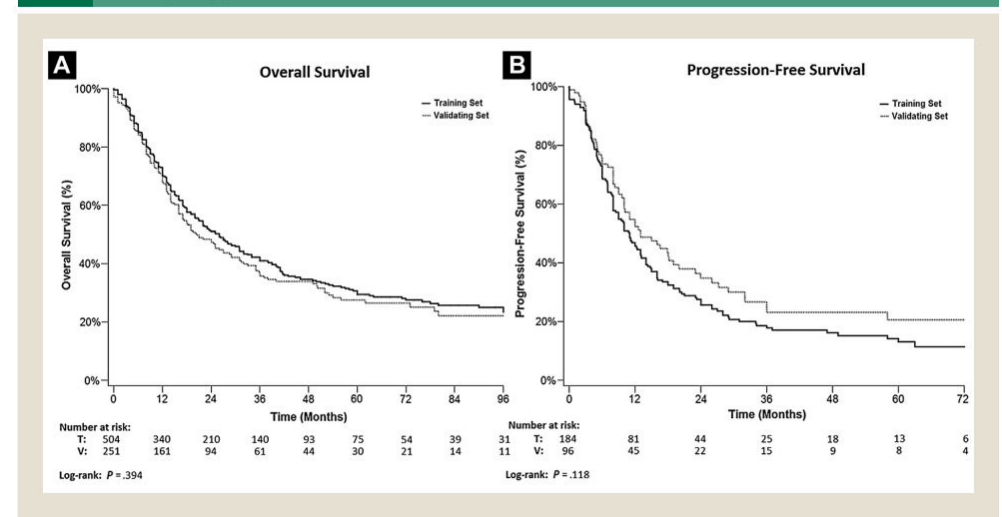 A
Overall Survival
Training Set
Validating Set
100%
80%
60%
40%
20%
0%
Overall Survival (%)
0 12 24 36 48 60 72 84 96
Time (Months)
Number at risk:
T: 504 340 210 140 93 75 54 39 31
V: 251 161 94 61 44 30 21 14 11
Log-rank: P = .394
B
Progression-Free Survival
Training Set
Validating Set
100%
80%
60%
40%
20%
0%
Progression-Free Survival (%)
0 12 24 36 48 60 72
Time (Months)
Number at risk:
T: 184 81 44 25 18 13 6
V: 96 45 22 15 9 8 4
Log-rank: P = .118